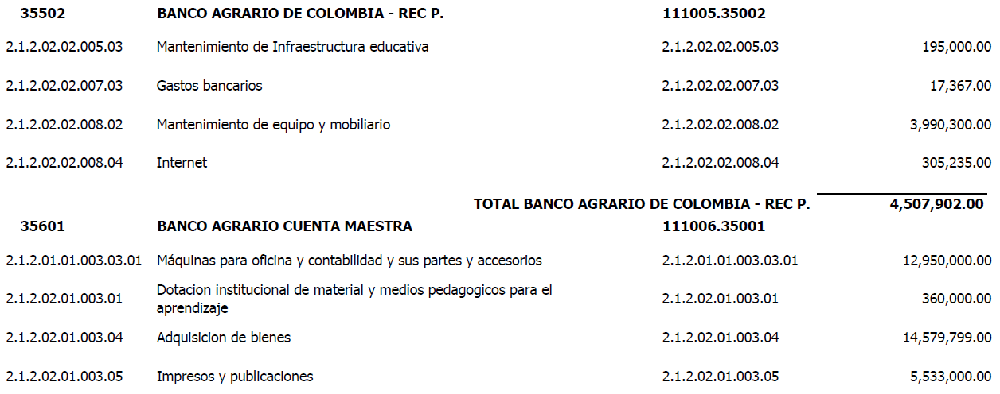 35502 BANCO AGRARIO DE COLOMBIA - REC P. 111005.35002
2.1.2.02.02.005.03 Mantenimiento de Infraestructura educativa 2.1.2.02.02.005.03 195,000.00
2.1.2.02.02.007.03 Gastos bancarios 2.1.2.02.02.007.03 17,367.00
2.1.2.02.02.008.02 Mantenimiento de equipo y mobiliario 2.1.2.02.02.008.02 3,990,300.00
2.1.2.02.02.008.04 Internet 2.1.2.02.02.008.04 305,235.00
TOTAL BANCO AGRARIO DE COLOMBIA - REC P. 4,507,902.00
35601 BANCO AGRARIO CUENTA MAESTRA 111006.35001
2.1.2.01.01.003.03.01 Máquinas para oficina y contabilidad y sus partes y accesorios 2.1.2.01.01.003.03.01 12,950,000.00
2.1.2.02.01.003.01 Dotacion institucional de material y medios pedagogicos para el 2.1.2.02.01.003.01 360,000.00
aprendizaje
2.1.2.02.01.003.04 Adquisicion de bienes 2.1.2.02.01.003.04 14,579,799.00
2.1.2.02.01.003.05 Impresos y publicaciones 2.1.2.02.01.003.05 5,533,000.00